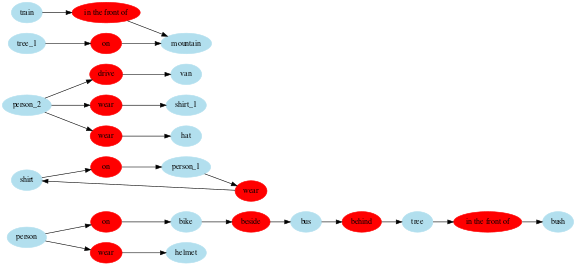 train
in the front of
tree_1
on
mountain
drive
van
person_2
wear
shirt_1
wear
hat
on
person_1
shirt
wear
on
bike
beside
bus
behind
tree
in the front of
bush
person
wear
helmet